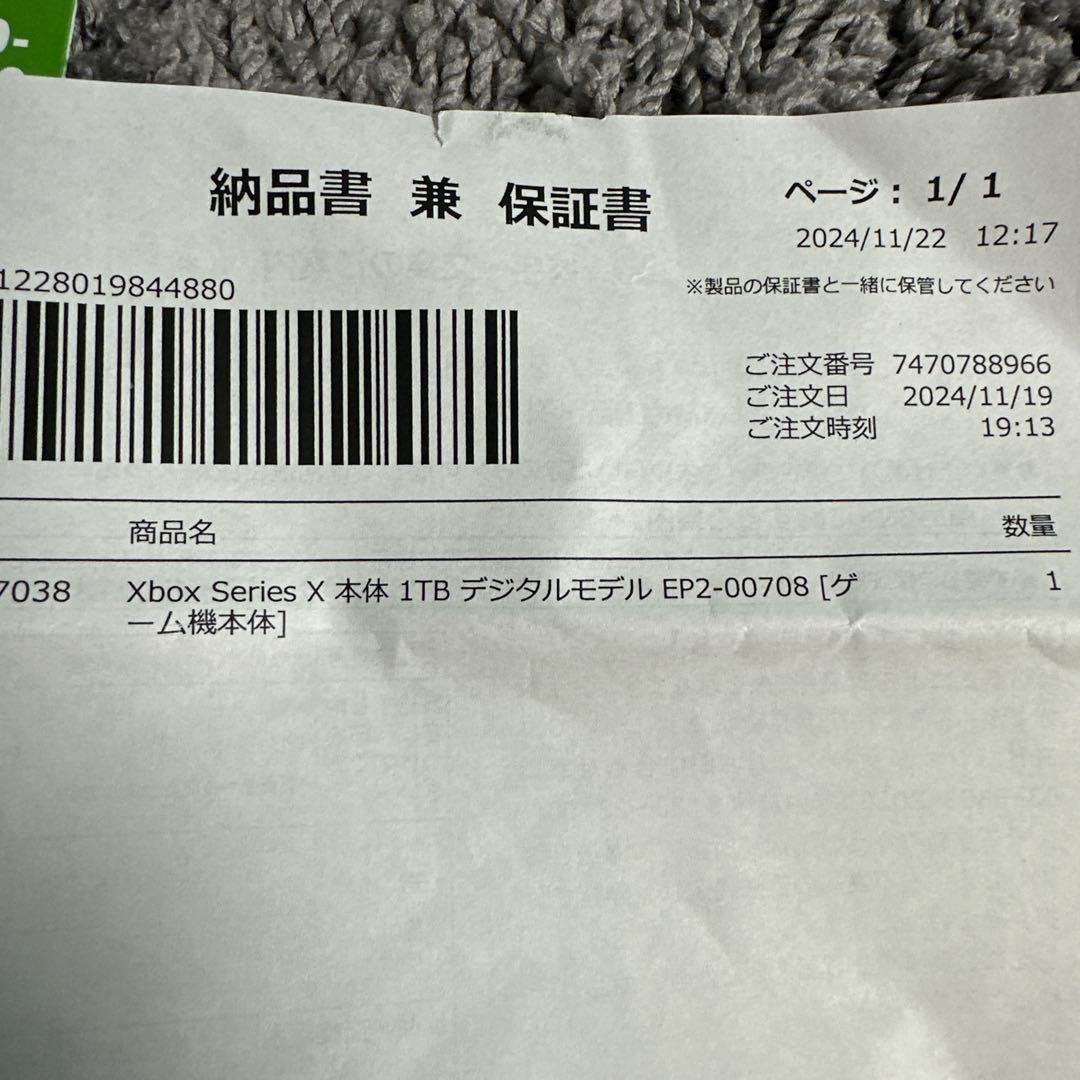 納品書 兼 保証書
ページ： 1/ 1
2024/11/22 12:17
1228019844880
※製品の保証書と一緒に保管してください
ご注文番号 7470788966
ご注文日 2024/11/19
ご注文時刻 19:13
商品名 数量
7038 Xbox Series X 本体 1TB デジタルモデル EP2-00708 [ゲ 1
ーム機本体]